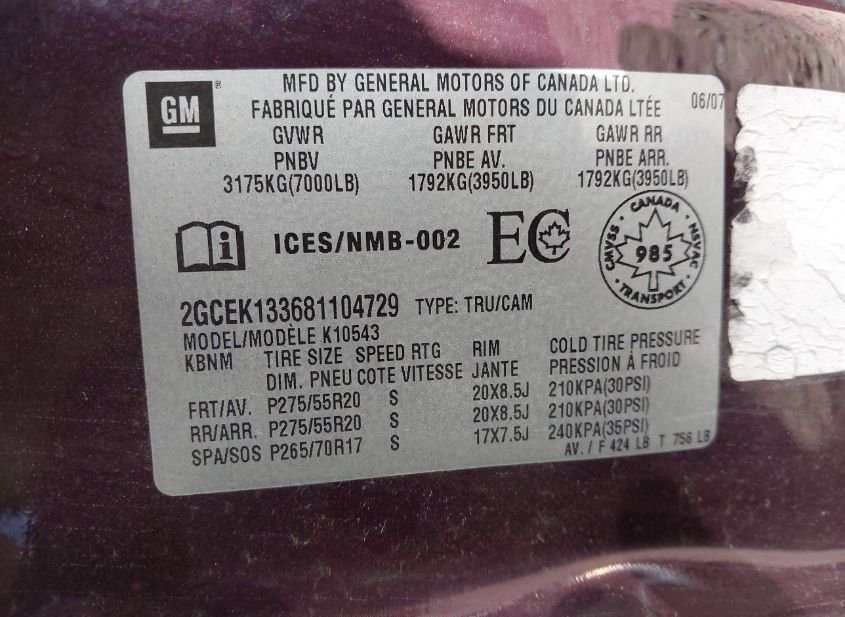 MFD BY GENERAL MOTORS OF CANADA LTD.
GM ® FABRIQUÉ PAR GENERAL MOTORS DU CANADA LTÉE 06/07
GVWR GAWR FRT GAWR RR
PNBV PNBE AV. PNBE ARR.
3175KG(7000LB) 1792KG(3950LB) 1792KG(3950LB)
i ICES/NMB-002 EC
CMVSS · CANADA · NSVAC
985
TRANSPORT
2GCEK133681104729 TYPE: TRU/CAM
MODEL/MODÈLE K10543
KBNM TIRE SIZE SPEED RTG RIM COLD TIRE PRESSURE
DIM. PNEU COTE VITESSE JANTE PRESSION À FROID
FRT/AV. P275/55R20 S 20X8.5J 210KPA(30PSI)
RR/ARR. P275/55R20 S 20X8.5J 210KPA(30PSI)
SPA/SOS P265/70R17 S 17X7.5J 240KPA(35PSI)
AV. / F 424 LB T 756 LB